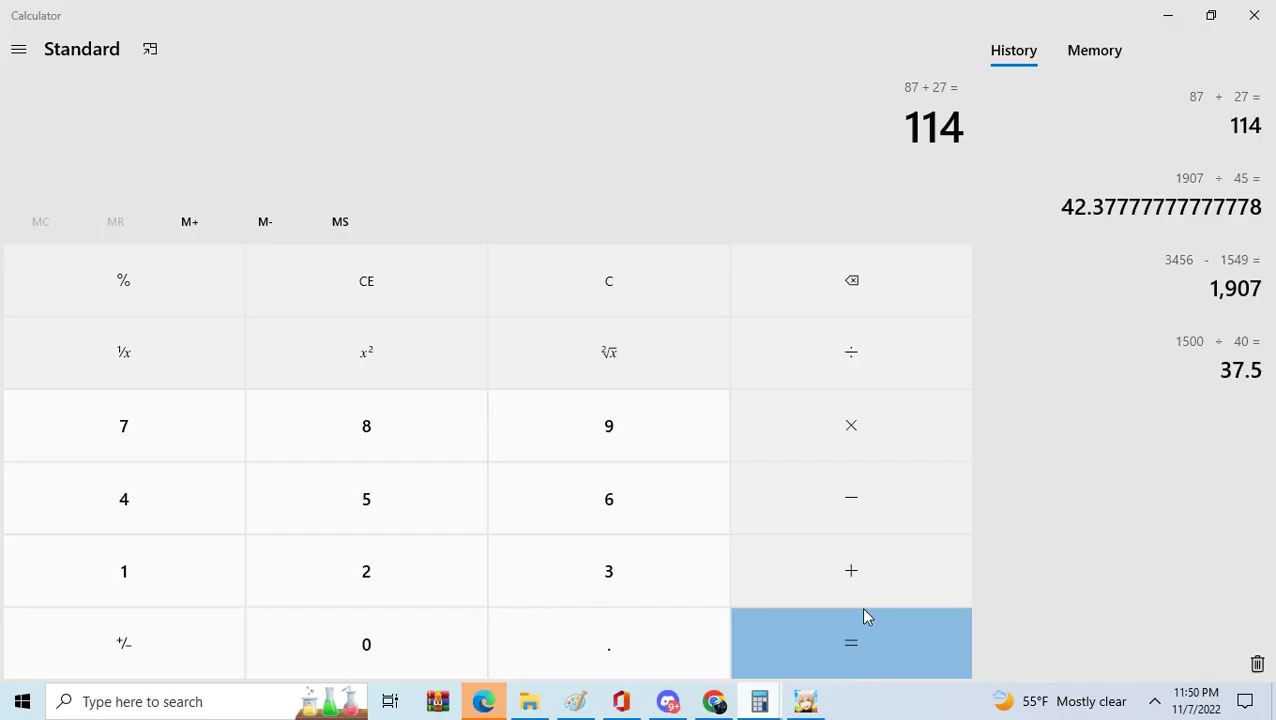 Calculator
Standard
History Memory
87 + 27 =
114
87 + 27 =
114
1907 ÷ 45 =
42.37777777777778
3456 - 1549 =
1,907
1500 ÷ 40 =
37.5
MC MR M+ M- MS
% CE C
⅟x x² ²√x ÷
7 8 9 ×
4 5 6 −
1 2 3 +
+/− 0 . =
Type here to search
9+
55°F Mostly clear
11:50 PM
11/7/2022